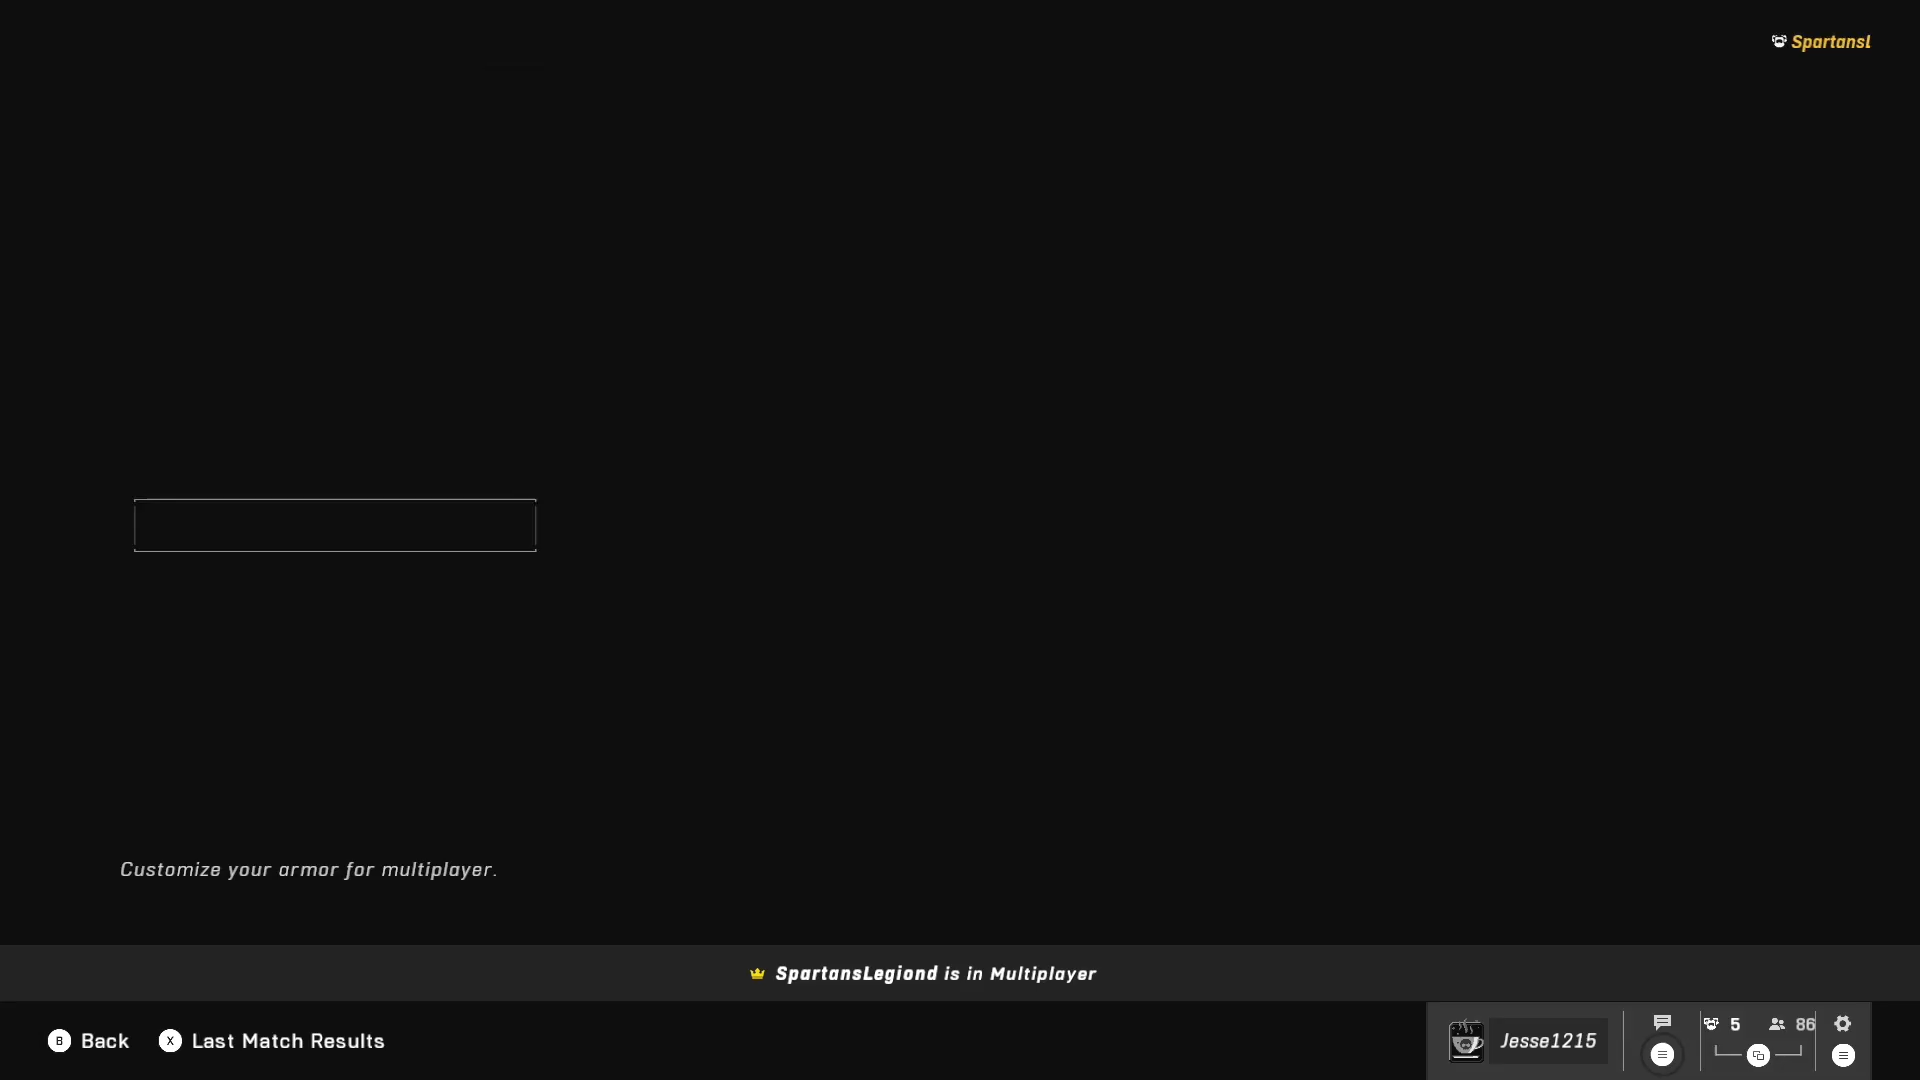 SpartansL
Customize your armor for multiplayer.
SpartansLegiond is in Multiplayer
B Back X Last Match Results
Jesse1215
5 86